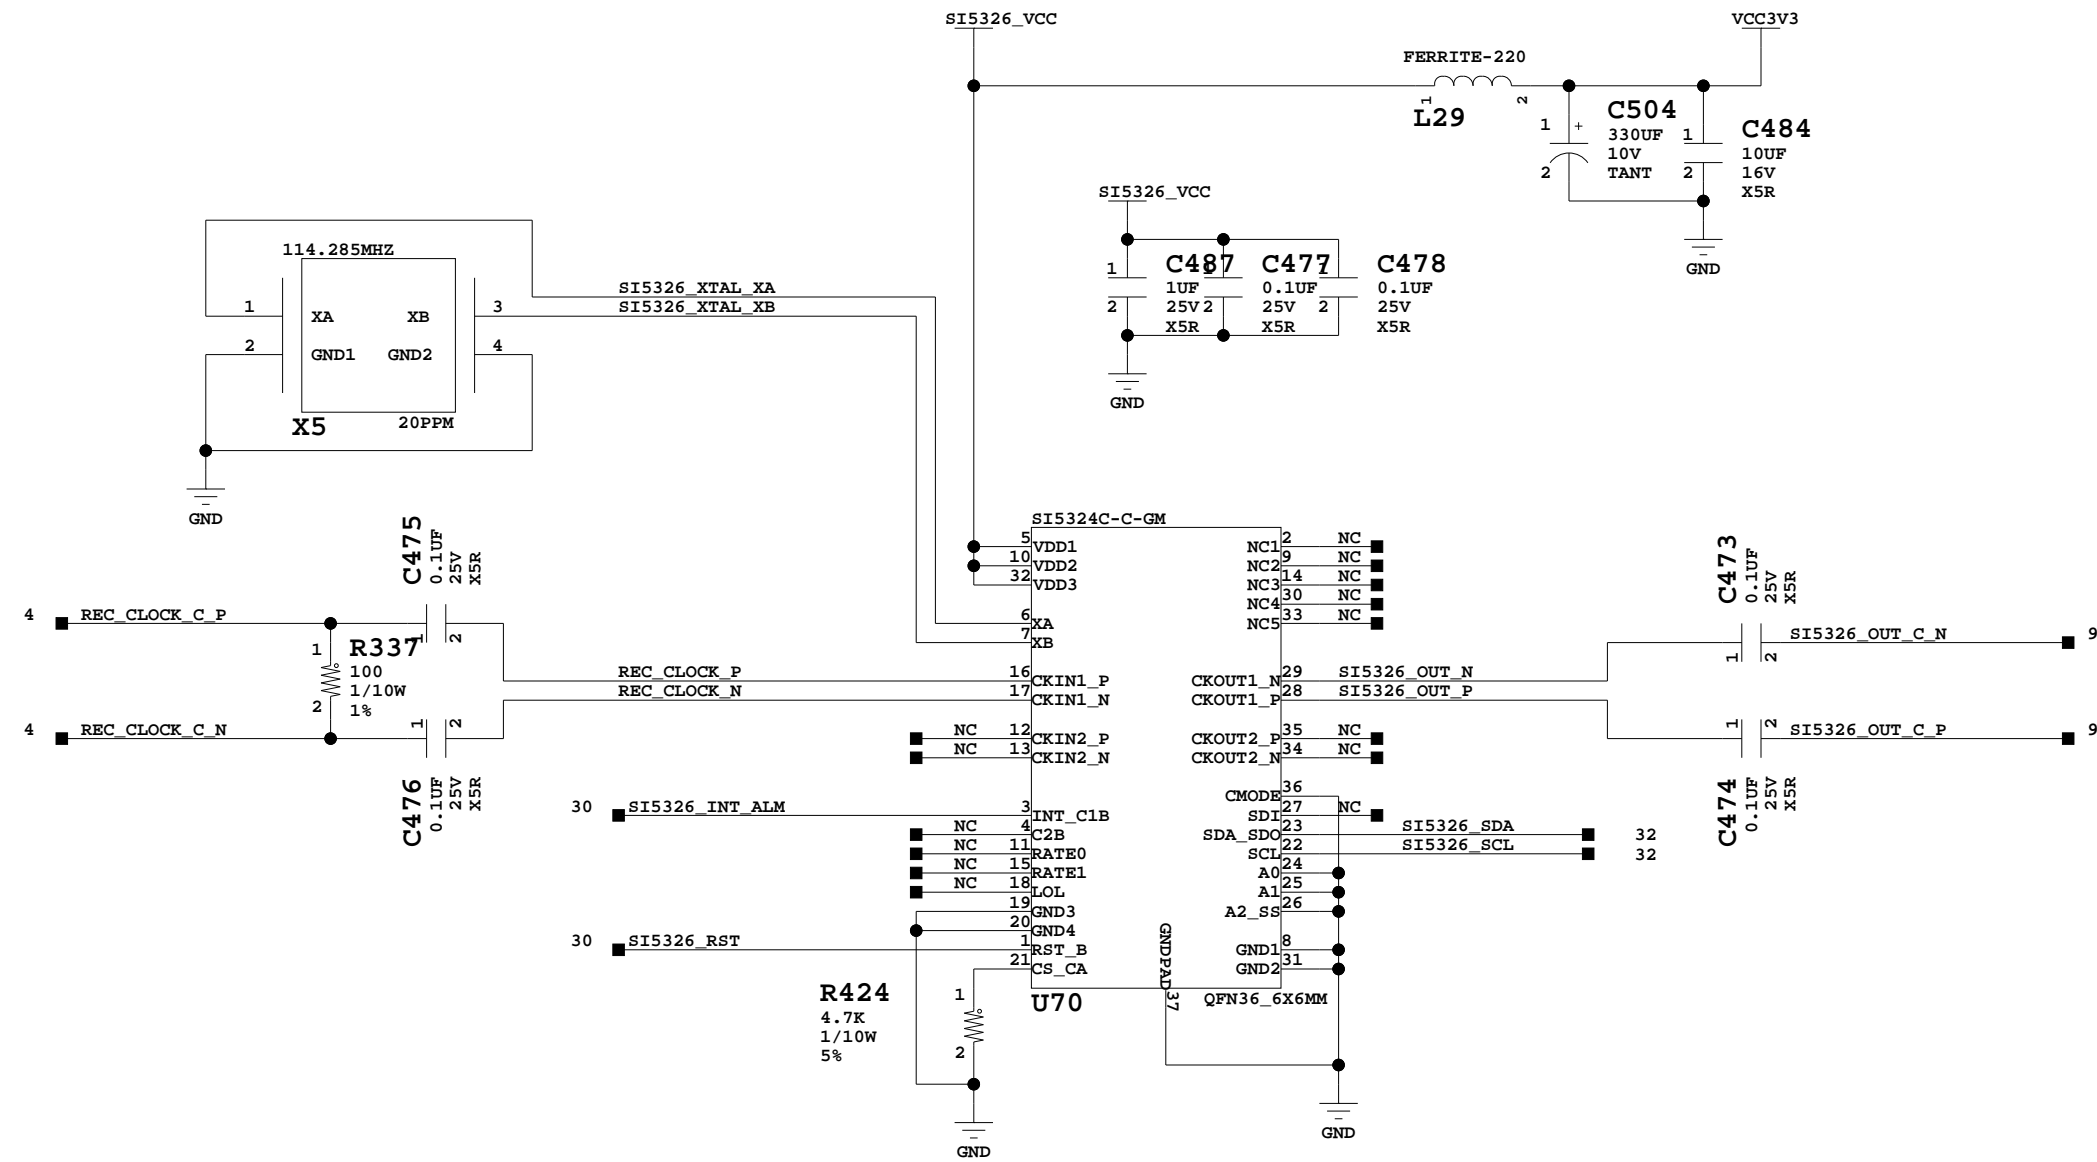 SI5326_VCC
VCC3V3
FERRITE-220
1
2
L29
1
+
2
C504
330UF
10V
TANT
1
2
C484
10UF
16V
X5R
GND
SI5326_VCC
1
2
C487
1UF
25V
X5R
1
2
C477
0.1UF
25V
X5R
1
2
C478
0.1UF
25V
X5R
GND
114.285MHZ
1
XA
XB
3
2
GND1
GND2
4
X5
20PPM
GND
SI5326_XTAL_XA
SI5326_XTAL_XB
C475
0.1UF
25V
X5R
1
2
4
REC_CLOCK_C_P
1
R337
100
1/10W
1%
2
4
REC_CLOCK_C_N
1
2
C476
0.1UF
25V
X5R
REC_CLOCK_P
REC_CLOCK_N
SI5324C-C-GM
5 VDD1
10 VDD2
32 VDD3
6 XA
7 XB
16 CKIN1_P
17 CKIN1_N
NC 12 CKIN2_P
NC 13 CKIN2_N
30 SI5326_INT_ALM 3 INT_C1B
NC 4 C2B
NC 11 RATE0
NC 15 RATE1
NC 18 LOL
19 GND3
20 GND4
30 SI5326_RST 1 RST_B
21 CS_CA
NC1 2 NC
NC2 9 NC
NC3 14 NC
NC4 30 NC
NC5 33 NC
CKOUT1_N 29 SI5326_OUT_N
CKOUT1_P 28 SI5326_OUT_P
CKOUT2_P 35 NC
CKOUT2_N 34 NC
CMODE 36
SDI 27 NC
SDA_SDO 23 SI5326_SDA 32
SCL 22 SI5326_SCL 32
A0 24
A1 25
A2_SS 26
GND1 8
GND2 31
GNDPAD 37
U70
QFN36_6X6MM
R424
4.7K
1/10W
5%
1
2
GND
GND
C473
0.1UF
25V
X5R
1
2
SI5326_OUT_C_N 9
1
2
SI5326_OUT_C_P 9
C474
0.1UF
25V
X5R